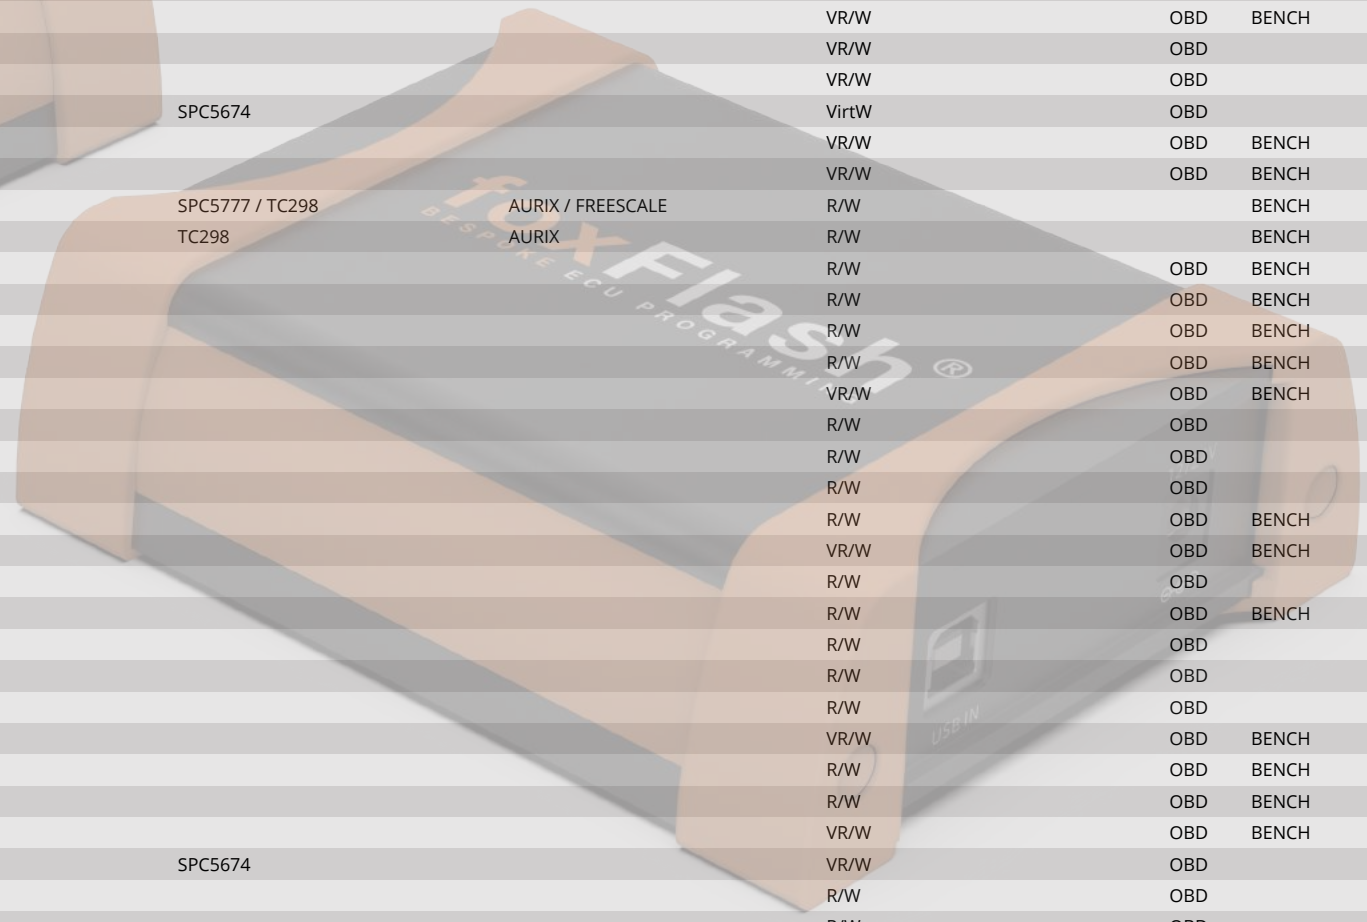 VR/W OBD BENCH
VR/W OBD
VR/W OBD
SPC5674 VirtW OBD
VR/W OBD BENCH
VR/W OBD BENCH
SPC5777 / TC298 AURIX / FREESCALE R/W BENCH
TC298 AURIX R/W BENCH
R/W OBD BENCH
R/W OBD BENCH
R/W OBD BENCH
R/W OBD BENCH
VR/W OBD BENCH
R/W OBD
R/W OBD
R/W OBD
R/W OBD BENCH
VR/W OBD BENCH
R/W OBD
R/W OBD BENCH
R/W OBD
R/W OBD
R/W OBD
VR/W OBD BENCH
R/W OBD BENCH
R/W OBD BENCH
VR/W OBD BENCH
SPC5674 VR/W OBD
R/W OBD
foxFlash ®
BESPOKE ECU PROGRAMMING
USB IN